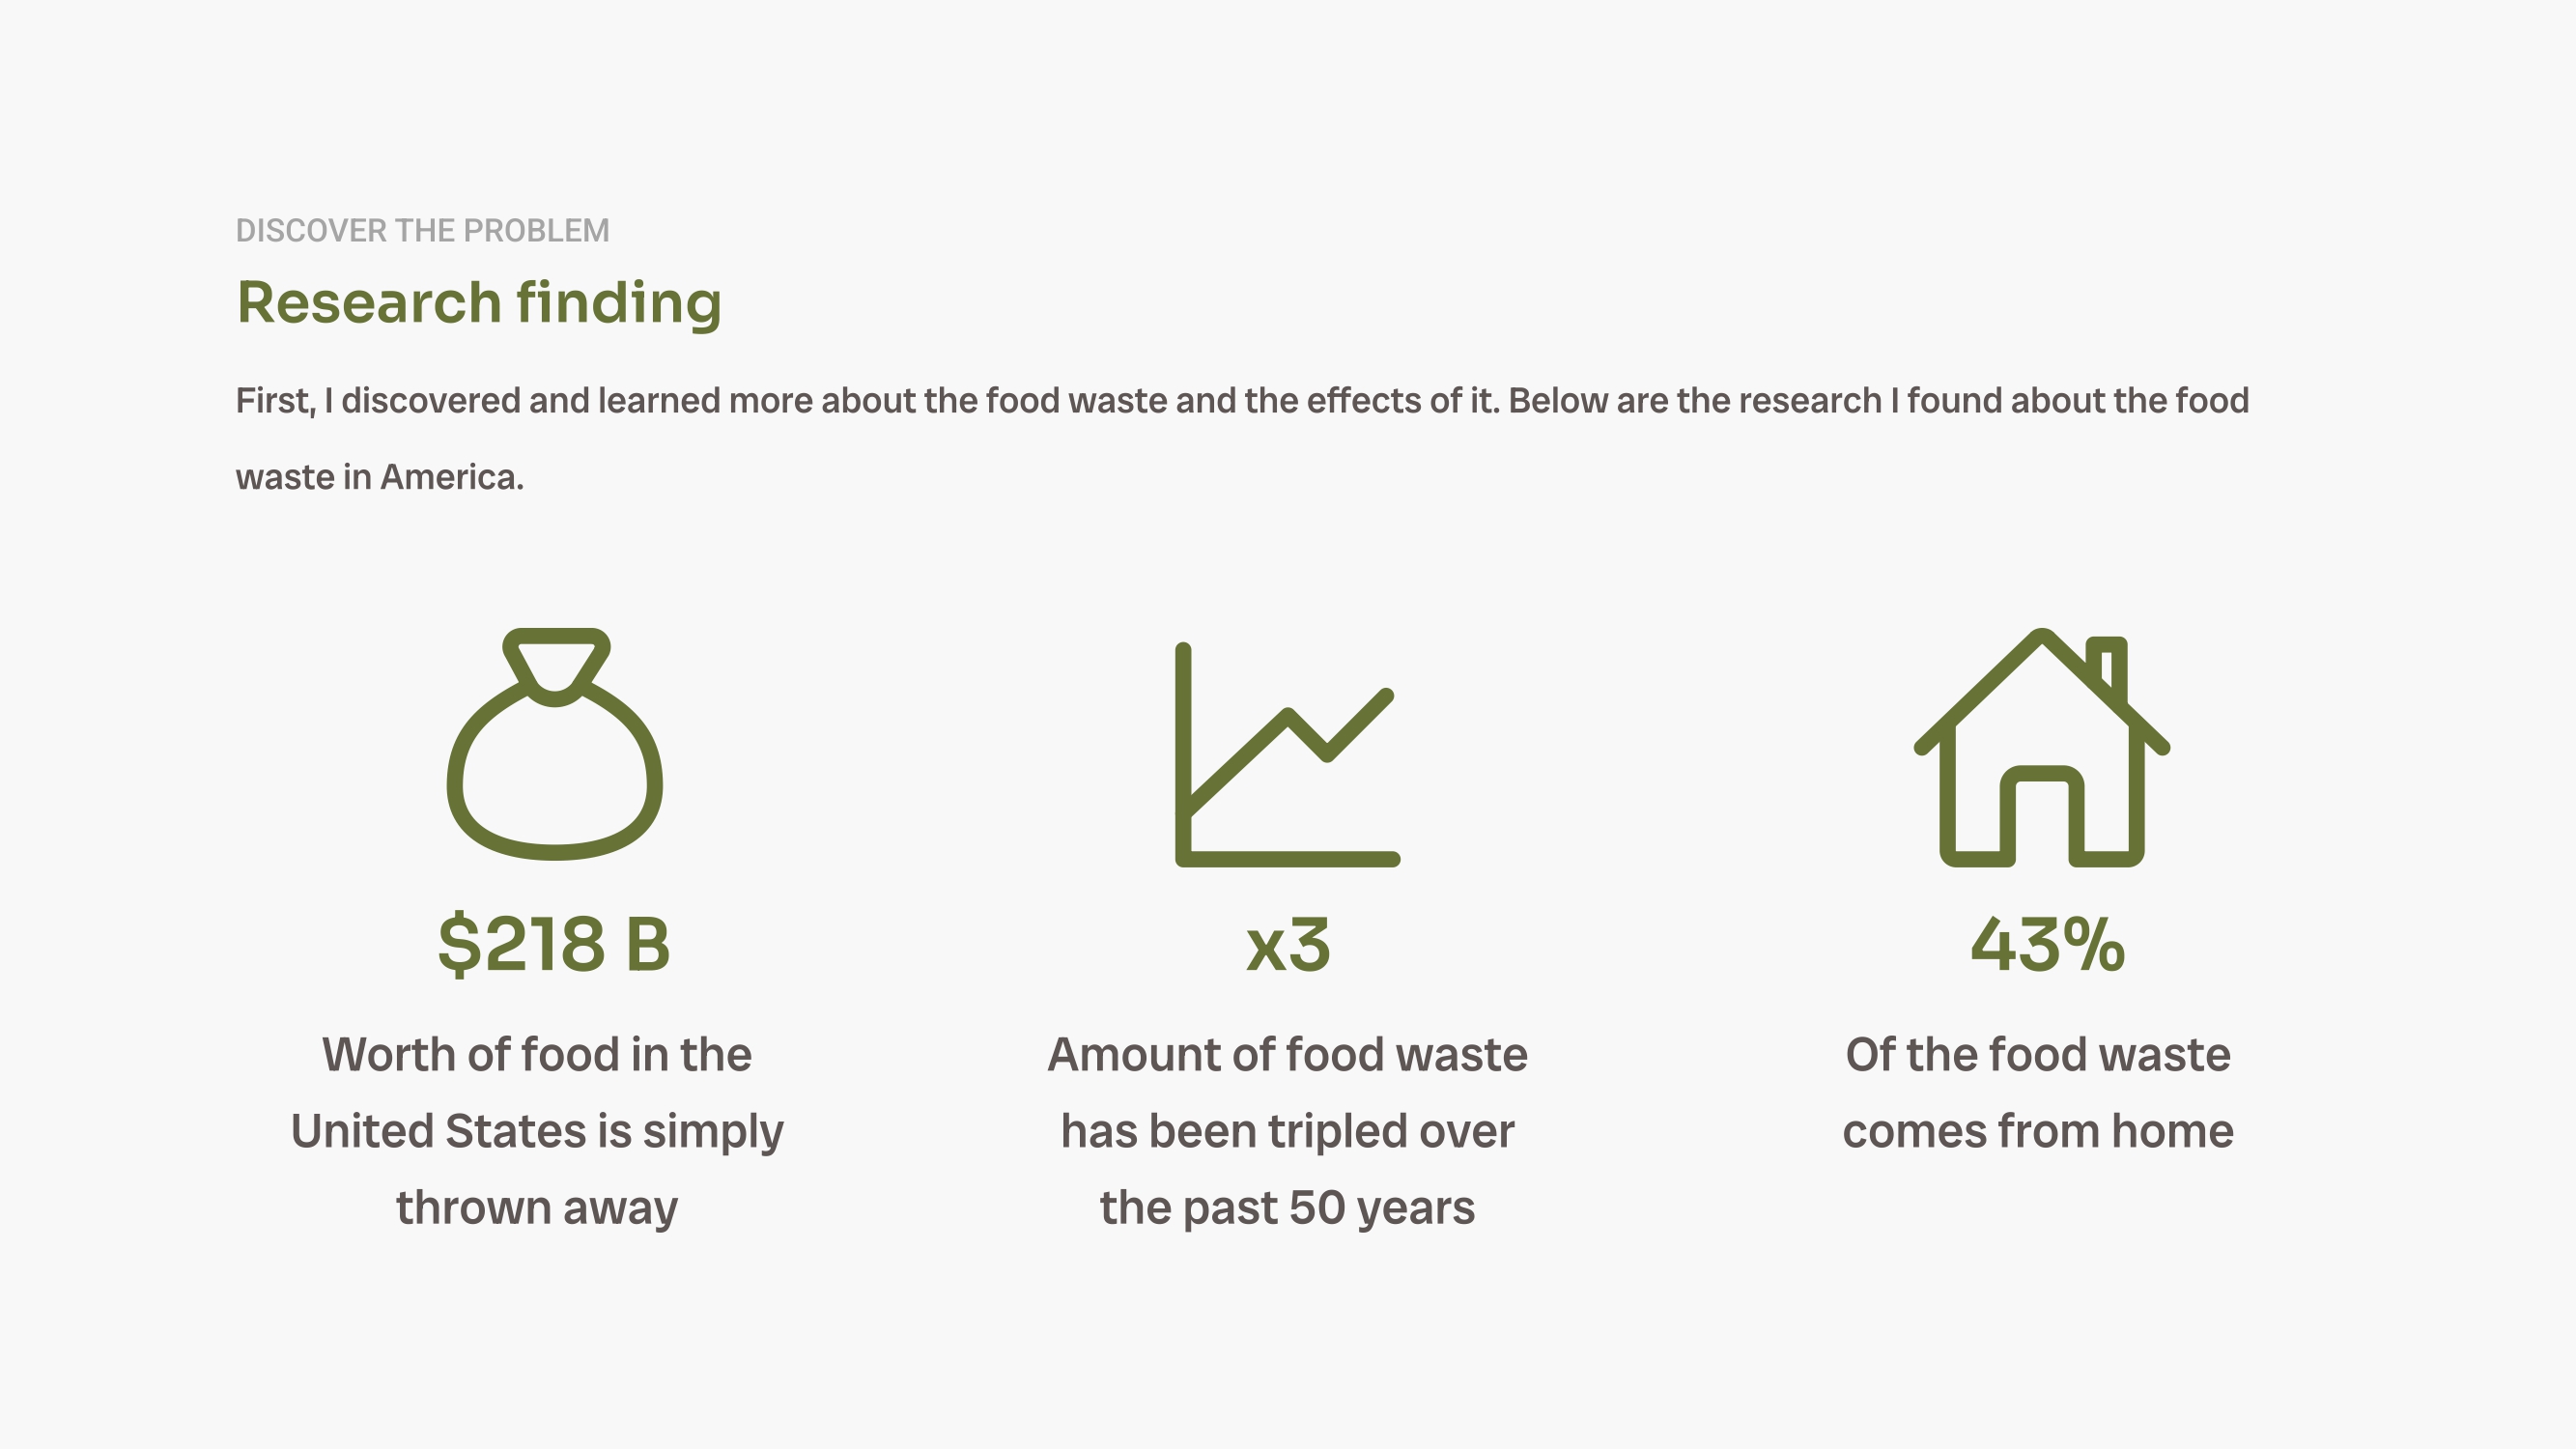 DISCOVER THE PROBLEM
Research finding
First, I discovered and learned more about the food waste and the effects of it. Below are the research I found about the food
waste in America.
$218 B
Worth of food in the
United States is simply
thrown away
x3
Amount of food waste
has been tripled over
the past 50 years
43%
Of the food waste
comes from home